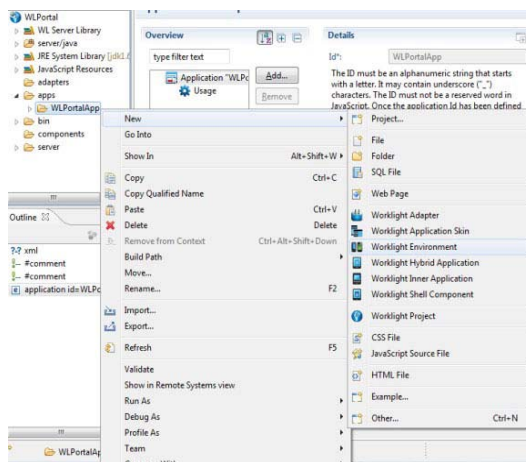 WLPortal
WL Server Library
server/java
JRE System Library [jdk1.6
JavaScript Resources
adapters
apps
WLPortalApp
bin
components
server
Overview
type filter text
Application "WLPo
Usage
Add...
Remove
Details
Id*:
WLPortalApp
The ID must be an alphanumeric string that starts
with a letter. It may contain underscore ("_")
characters. The ID must not be a reserved word in
JavaScript. Once the application Id has been defined
Outline
?-? xml
#comment
#comment
application id=WLPo
New
Go Into
Show In Alt+Shift+W
Copy Ctrl+C
Copy Qualified Name
Paste Ctrl+V
Delete Delete
Remove from Context Ctrl+Alt+Shift+Down
Build Path
Move...
Rename... F2
Import...
Export...
Refresh F5
Validate
Show in Remote Systems view
Run As
Debug As
Profile As
Team
Project...
File
Folder
SQL File
Web Page
Worklight Adapter
Worklight Application Skin
Worklight Environment
Worklight Hybrid Application
Worklight Inner Application
Worklight Shell Component
Worklight Project
CSS File
JavaScript Source File
HTML File
Example...
Other... Ctrl+N
WLPortalAp